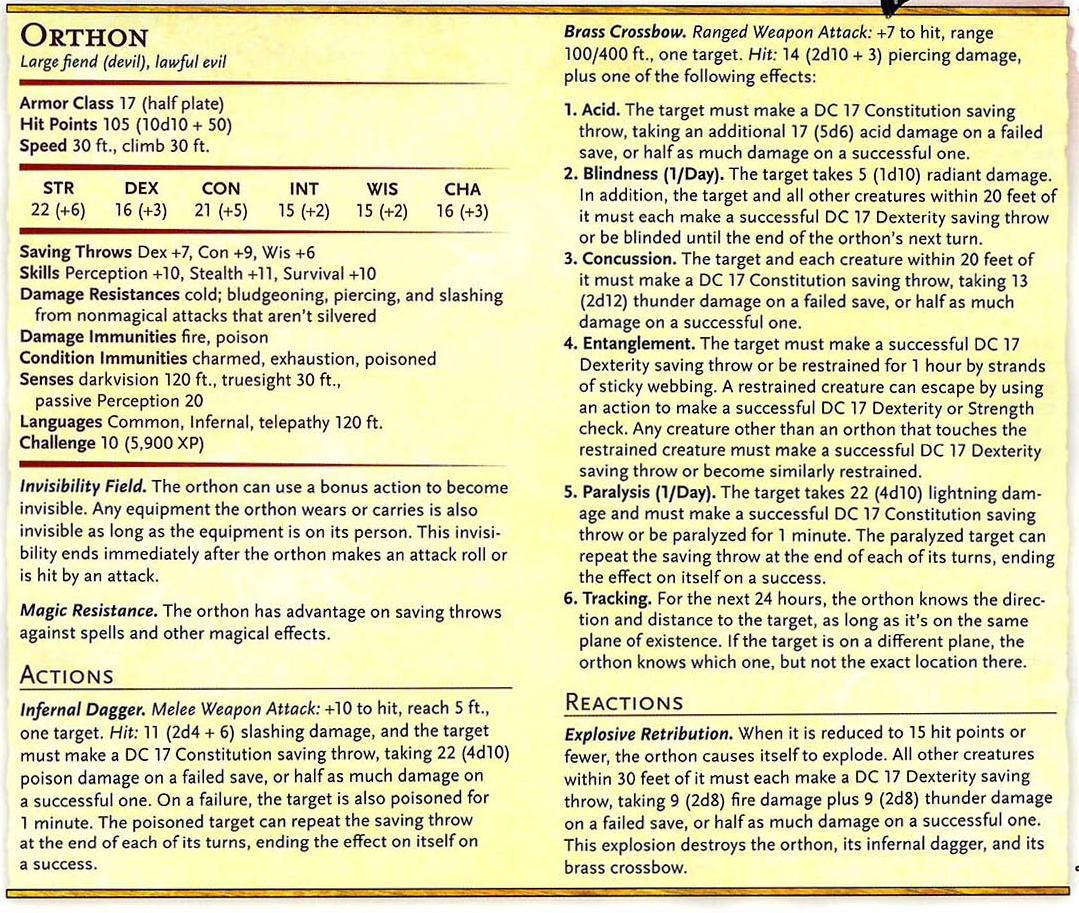 ORTHON
Large fiend (devil), lawful evil
Armor Class 17 (half plate)
Hit Points 105 (10d10 + 50)
Speed 30 ft., climb 30 ft.
STR DEX CON INT WIS CHA
22 (+6) 16 (+3) 21 (+5) 15 (+2) 15 (+2) 16 (+3)
Saving Throws Dex +7, Con +9, Wis +6
Skills Perception +10, Stealth +11, Survival +10
Damage Resistances cold; bludgeoning, piercing, and slashing
from nonmagical attacks that aren't silvered
Damage Immunities fire, poison
Condition Immunities charmed, exhaustion, poisoned
Senses darkvision 120 ft., truesight 30 ft.,
passive Perception 20
Languages Common, Infernal, telepathy 120 ft.
Challenge 10 (5,900 XP)
Invisibility Field. The orthon can use a bonus action to become
invisible. Any equipment the orthon wears or carries is also
invisible as long as the equipment is on its person. This invisi-
bility ends immediately after the orthon makes an attack roll or
is hit by an attack.
Magic Resistance. The orthon has advantage on saving throws
against spells and other magical effects.
ACTIONS
Infernal Dagger. Melee Weapon Attack: +10 to hit, reach 5 ft.,
one target. Hit: 11 (2d4 + 6) slashing damage, and the target
must make a DC 17 Constitution saving throw, taking 22 (4d10)
poison damage on a failed save, or half as much damage on
a successful one. On a failure, the target is also poisoned for
1 minute. The poisoned target can repeat the saving throw
at the end of each of its turns, ending the effect on itself on
a success.
Brass Crossbow. Ranged Weapon Attack: +7 to hit, range
100/400 ft., one target. Hit: 14 (2d10 + 3) piercing damage,
plus one of the following effects:
1. Acid. The target must make a DC 17 Constitution saving
throw, taking an additional 17 (5d6) acid damage on a failed
save, or half as much damage on a successful one.
2. Blindness (1/Day). The target takes 5 (1d10) radiant damage.
In addition, the target and all other creatures within 20 feet of
it must each make a successful DC 17 Dexterity saving throw
or be blinded until the end of the orthon's next turn.
3. Concussion. The target and each creature within 20 feet of
it must make a DC 17 Constitution saving throw, taking 13
(2d12) thunder damage on a failed save, or half as much
damage on a successful one.
4. Entanglement. The target must make a successful DC 17
Dexterity saving throw or be restrained for 1 hour by strands
of sticky webbing. A restrained creature can escape by using
an action to make a successful DC 17 Dexterity or Strength
check. Any creature other than an orthon that touches the
restrained creature must make a successful DC 17 Dexterity
saving throw or become similarly restrained.
5. Paralysis (1/Day). The target takes 22 (4d10) lightning dam-
age and must make a successful DC 17 Constitution saving
throw or be paralyzed for 1 minute. The paralyzed target can
repeat the saving throw at the end of each of its turns, ending
the effect on itself on a success.
6. Tracking. For the next 24 hours, the orthon knows the direc-
tion and distance to the target, as long as it's on the same
plane of existence. If the target is on a different plane, the
orthon knows which one, but not the exact location there.
REACTIONS
Explosive Retribution. When it is reduced to 15 hit points or
fewer, the orthon causes itself to explode. All other creatures
within 30 feet of it must each make a DC 17 Dexterity saving
throw, taking 9 (2d8) fire damage plus 9 (2d8) thunder damage
on a failed save, or half as much damage on a successful one.
This explosion destroys the orthon, its infernal dagger, and its
brass crossbow.